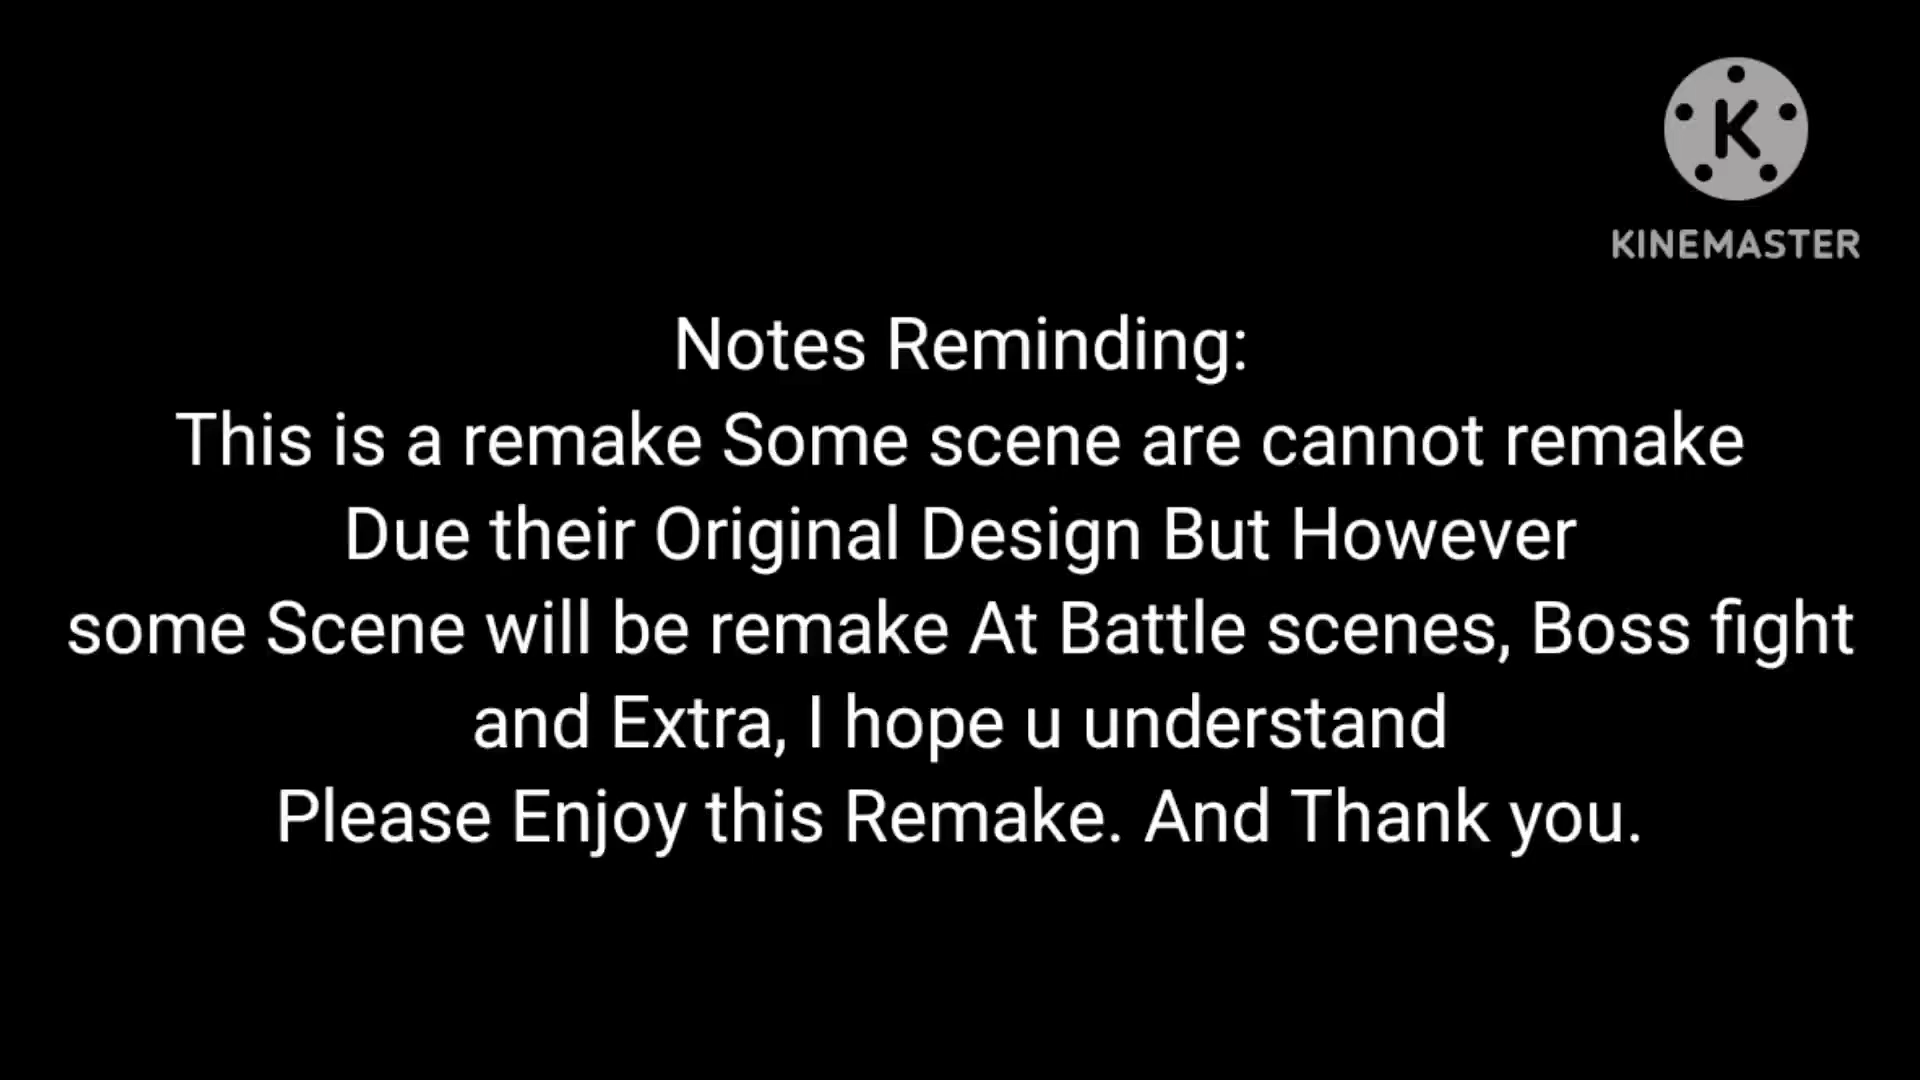 K
KINEMASTER
Notes Reminding:
This is a remake Some scene are cannot remake
Due their Original Design But However
some Scene will be remake At Battle scenes, Boss fight
and Extra, I hope u understand
Please Enjoy this Remake. And Thank you.